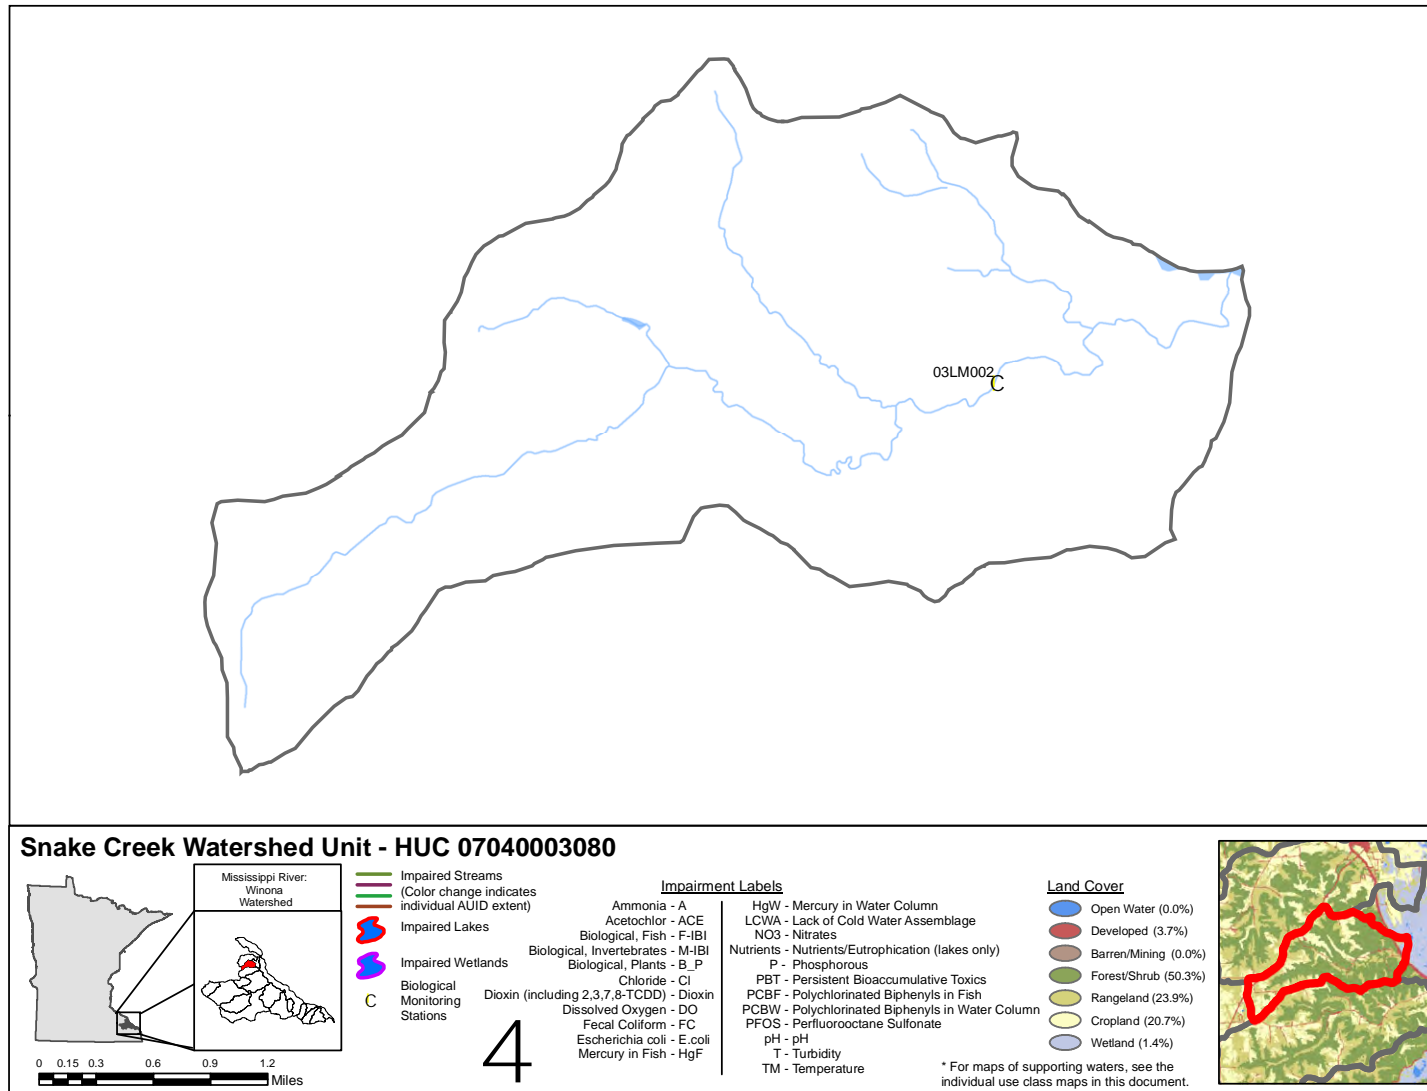 03LM002
C
Snake Creek Watershed Unit - HUC 07040003080
Mississippi River:
Winona
Watershed
Impaired Streams
(Color change indicates
individual AUID extent)
Impaired Lakes
Impaired Wetlands
C
Biological
Monitoring
Stations
0 0.15 0.3 0.6 0.9 1.2
Miles
4
Impairment Labels
Ammonia - A
Acetochlor - ACE
Biological, Fish - F-IBI
Biological, Invertebrates - M-IBI
Biological, Plants - B_P
Chloride - Cl
Dioxin (including 2,3,7,8-TCDD) - Dioxin
Dissolved Oxygen - DO
Fecal Coliform - FC
Escherichia coli - E.coli
Mercury in Fish - HgF
HgW - Mercury in Water Column
LCWA - Lack of Cold Water Assemblage
NO3 - Nitrates
Nutrients - Nutrients/Eutrophication (lakes only)
P - Phosphorous
PBT - Persistent Bioaccumulative Toxics
PCBF - Polychlorinated Biphenyls in Fish
PCBW - Polychlorinated Biphenyls in Water Column
PFOS - Perfluorooctane Sulfonate
pH - pH
T - Turbidity
TM - Temperature
Land Cover
Open Water (0.0%)
Developed (3.7%)
Barren/Mining (0.0%)
Forest/Shrub (50.3%)
Rangeland (23.9%)
Cropland (20.7%)
Wetland (1.4%)
* For maps of supporting waters, see the
individual use class maps in this document.